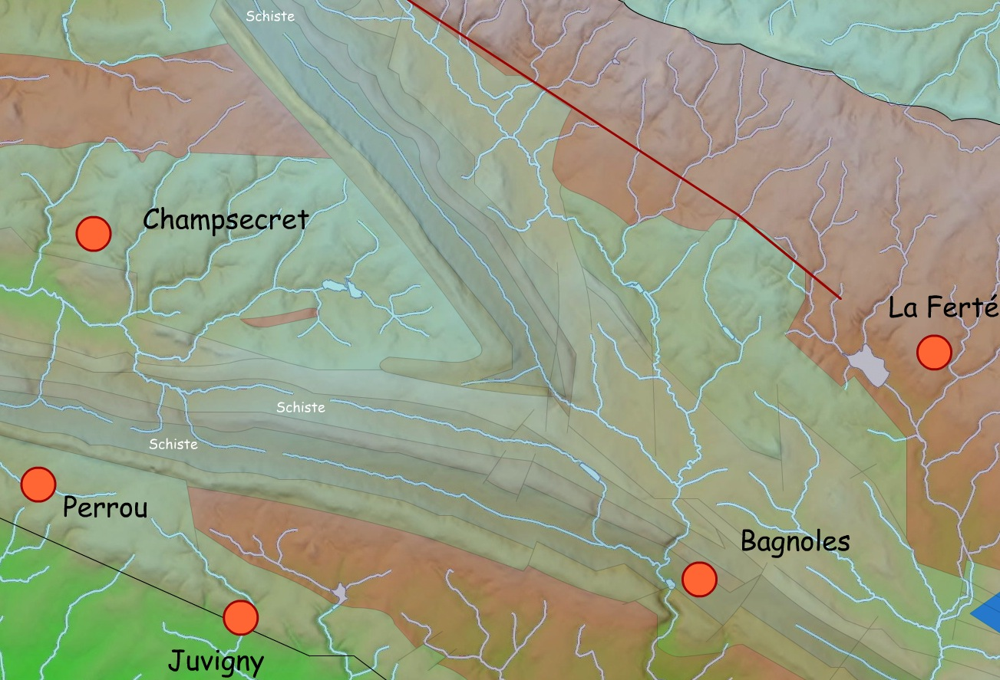 Schiste
Champsecret
La Ferté
Schiste
Schiste
Perrou
Bagnoles
Juvigny